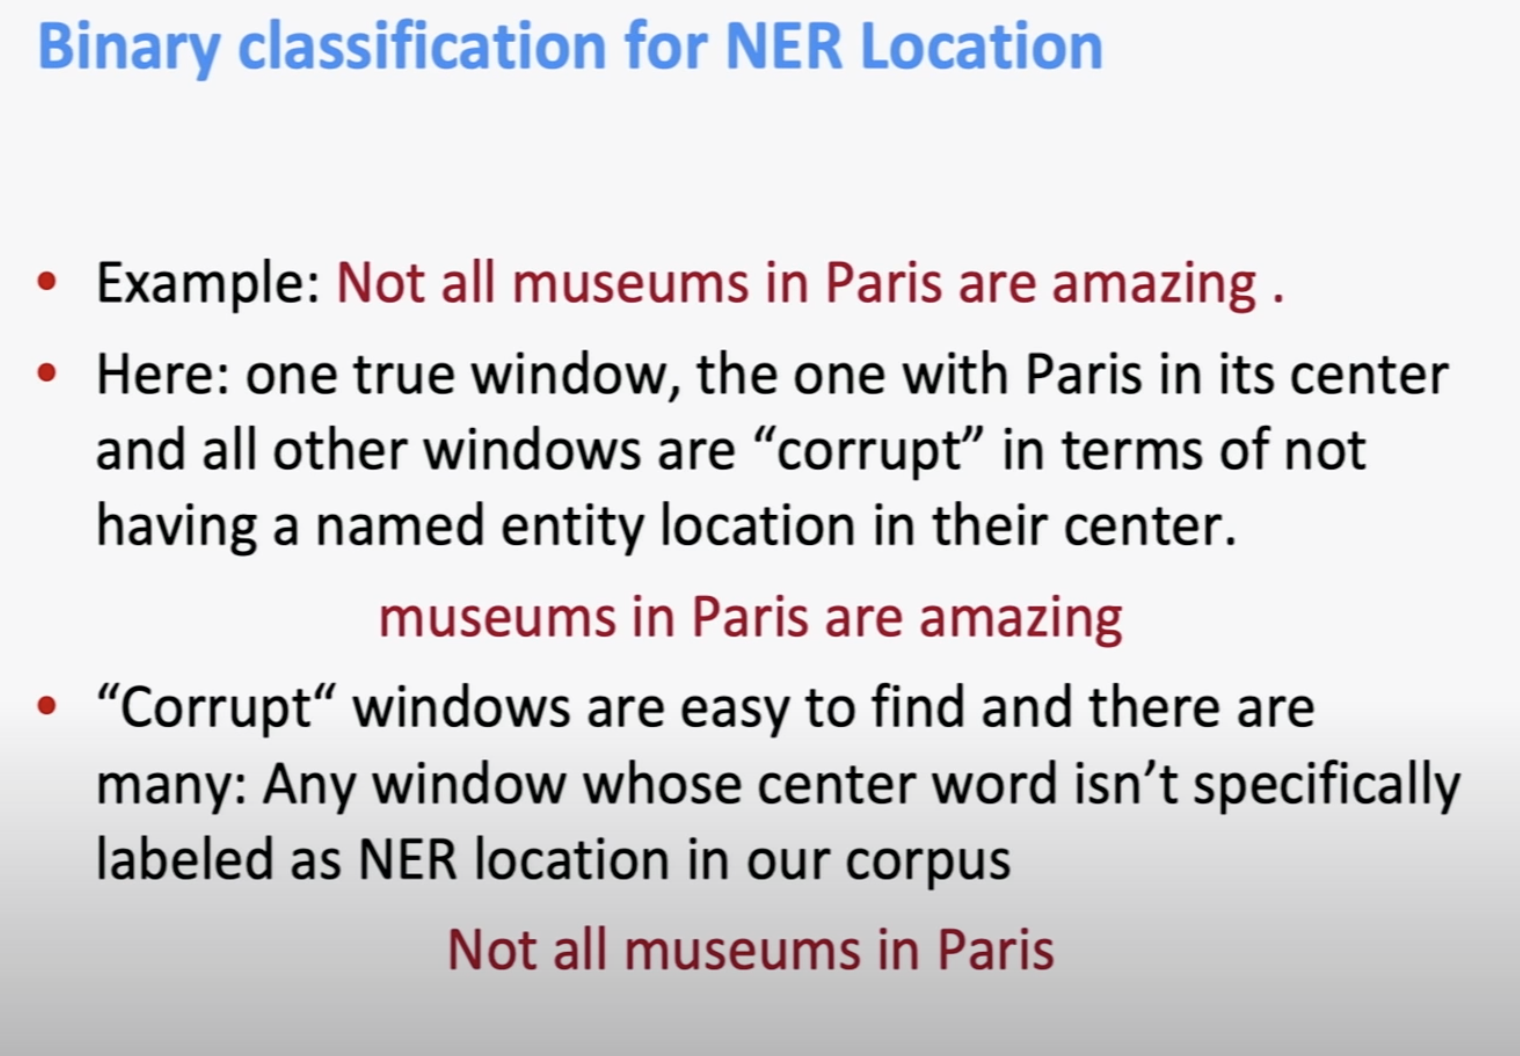 Binary classification for NER Location
• Example: Not all museums in Paris are amazing .
• Here: one true window, the one with Paris in its center
and all other windows are “corrupt” in terms of not
having a named entity location in their center.
museums in Paris are amazing
• “Corrupt“ windows are easy to find and there are
many: Any window whose center word isn’t specifically
labeled as NER location in our corpus
Not all museums in Paris